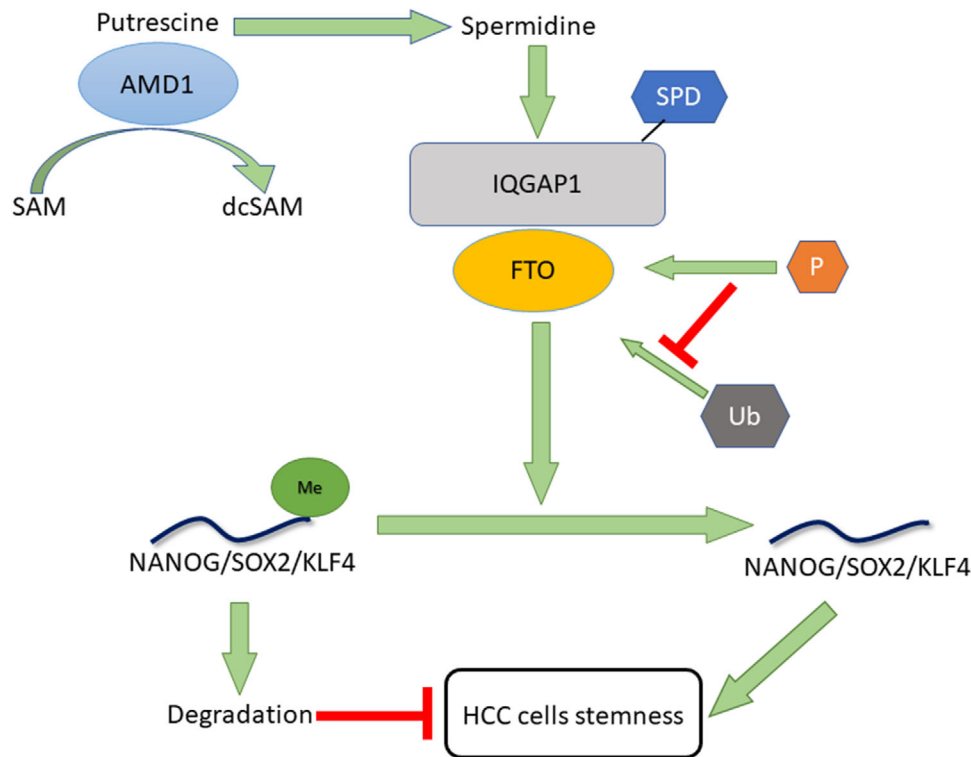 Putrescine
Spermidine
AMD1
SPD
IQGAP1
SAM
dcSAM
FTO
P
Ub
Me
NANOG/SOX2/KLF4
NANOG/SOX2/KLF4
Degradation
HCC cells stemness